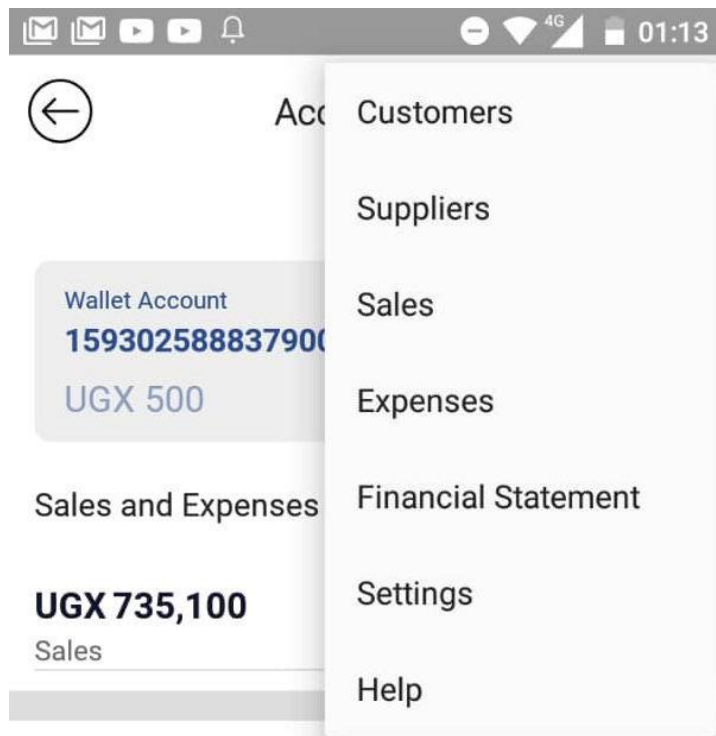 4G 01:13
Acc
Customers
Suppliers
Wallet Account
Sales
15930258883790
UGX 500
Expenses
Sales and Expenses
Financial Statement
UGX 735,100
Settings
Sales
Help